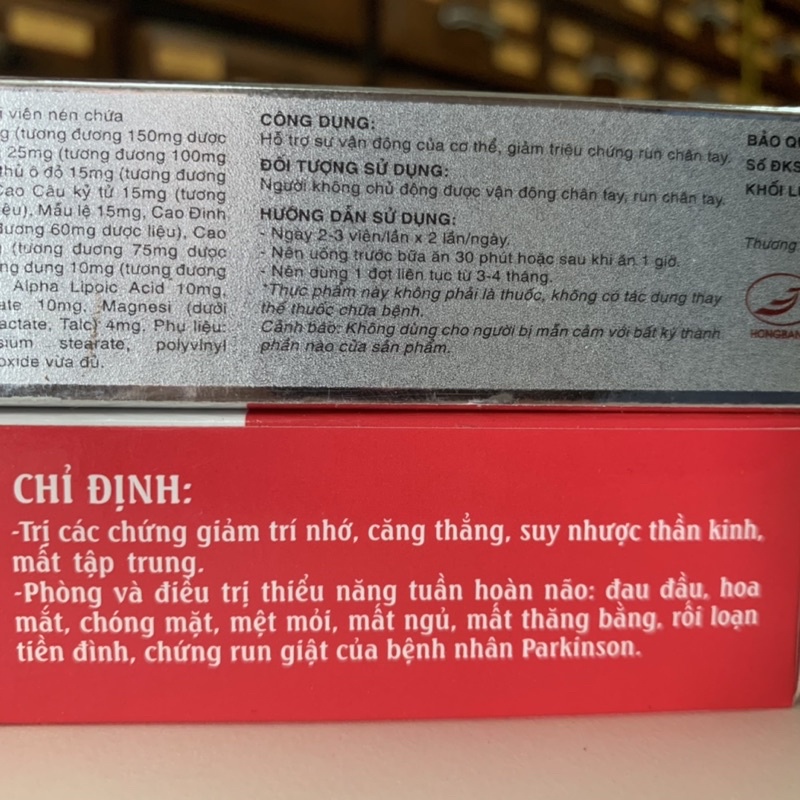 viên nén chứa
g (tương đương 150mg dược
25mg (tương đương 100mg
thủ ô đỏ 15mg (tương đương
Cao Câu kỷ tử 15mg (tương
ệu), Mẫu lệ 15mg, Cao Đinh
đương 60mg dược liệu), Cao
(tương đương 75mg dược
ng dung 10mg (tương đương
Alpha Lipoic Acid 10mg,
ate 10mg, Magnesi (dưới
actate, Talc) 4mg. Phụ liệu:
sium stearate, polyvinyl
oxide vừa đủ.
CÔNG DỤNG:
Hỗ trợ sự vận động của cơ thể, giảm triệu chứng run chân tay.
ĐỐI TƯỢNG SỬ DỤNG:
Người không chủ động được vận động chân tay, run chân tay.
HƯỚNG DẪN SỬ DỤNG:
- Ngày 2-3 viên/lần x 2 lần/ngày.
- Nên uống trước bữa ăn 30 phút hoặc sau khi ăn 1 giờ.
- Nên dùng 1 đợt liên tục từ 3-4 tháng.
*Thực phẩm này không phải là thuốc, không có tác dụng thay
thế thuốc chữa bệnh.
Cảnh báo: Không dùng cho người bị mẫn cảm với bất kỳ thành
phần nào của sản phẩm.
BẢO QU
Số ĐKS
KHỐI L
Thương
HONGBAN
CHỈ ĐỊNH:
-Trị các chứng giảm trí nhớ, căng thẳng, suy nhược thần kinh,
mất tập trung.
-Phòng và điều trị thiểu năng tuần hoàn não: đau đầu, hoa
mắt, chóng mặt, mệt mỏi, mất ngủ, mất thăng bằng, rối loạn
tiền đình, chứng run giật của bệnh nhân Parkinson.